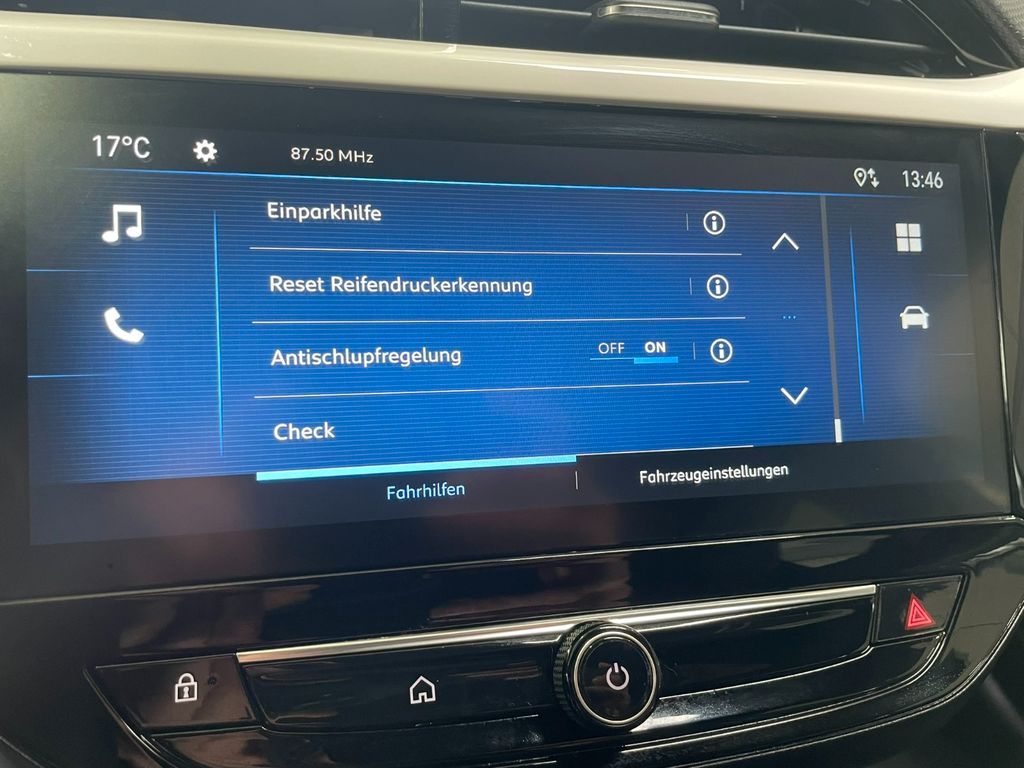 17°C
87.50 MHz
13:46
Einparkhilfe
Reset Reifendruckerkennung
Antischlupfregelung
OFF ON
Check
Fahrhilfen
Fahrzeugeinstellungen